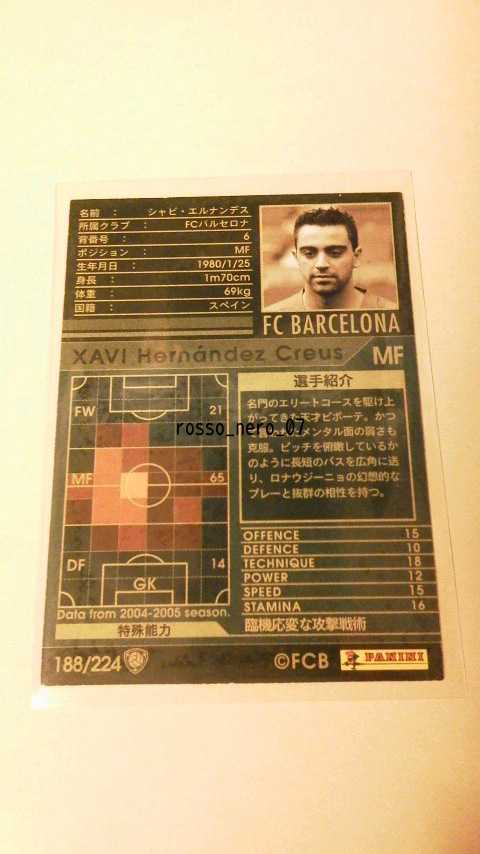 名前 : シャビ・エルナンデス
所属クラブ : FCバルセロナ
背番号 : 6
ポジション : MF
生年月日 : 1980/1/25
身長 : 1m70cm
体重 : 69kg
国籍 : スペイン
FC BARCELONA
XAVI Hernández Creus MF
FW 21
MF 65
DF 14
GK
Data from 2004-2005 season.
選手紹介
名門のエリートコースを駆け上
がってきた天才ピボーテ。かつ
メンタル面の弱さも
克服。ピッチを俯瞰しているか
のように長短のパスを広角に送
り、ロナウジーニョの幻想的な
プレーと抜群の相性を持つ。
rosso_nero_07
OFFENCE 15
DEFENCE 10
TECHNIQUE 18
POWER 12
SPEED 15
STAMINA 16
特殊能力 臨機応変な攻撃戦術
188/224 ©FCB PANINI